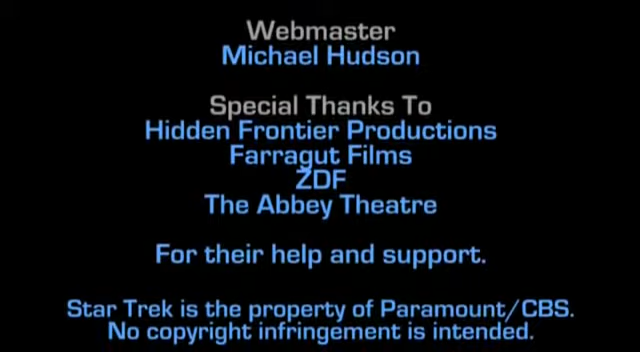 Webmaster
Michael Hudson
Special Thanks To
Hidden Frontier Productions
Farragut Films
ZDF
The Abbey Theatre
For their help and support.
Star Trek is the property of Paramount/CBS.
No copyright infringement is intended.